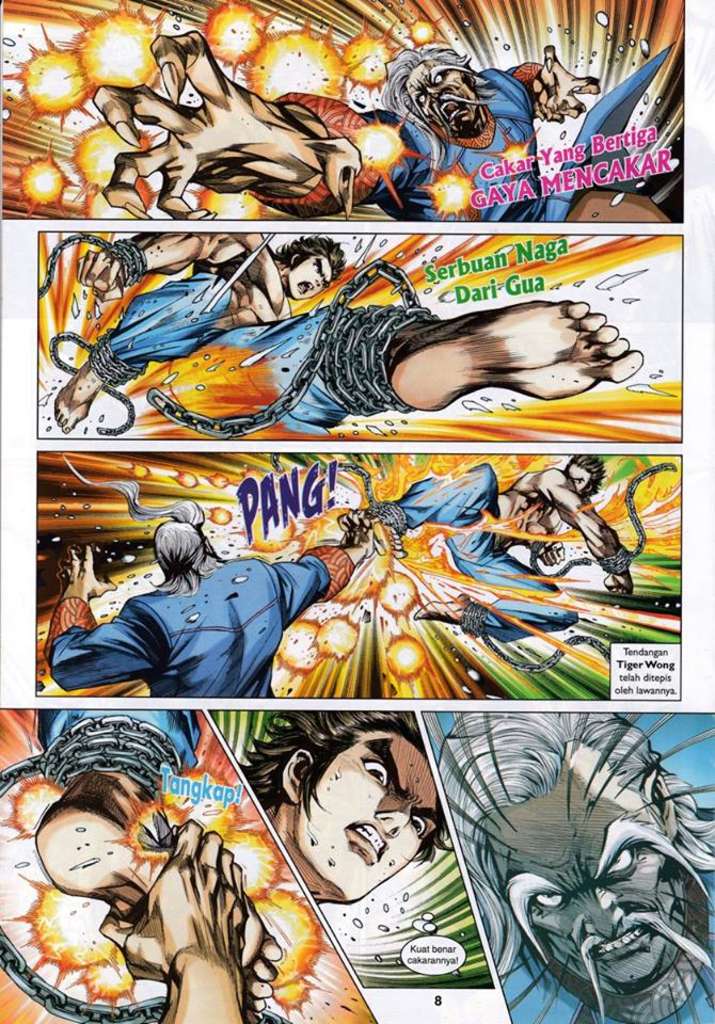 Cakar Yang Bertiga
GAYA MENCAKAR
Serbuan Naga
Dari Gua
PANG!
Tendangan
Tiger Wong
telah ditepis
oleh lawannya.
Tangkap!
Kuat benar
cakarannya!
8